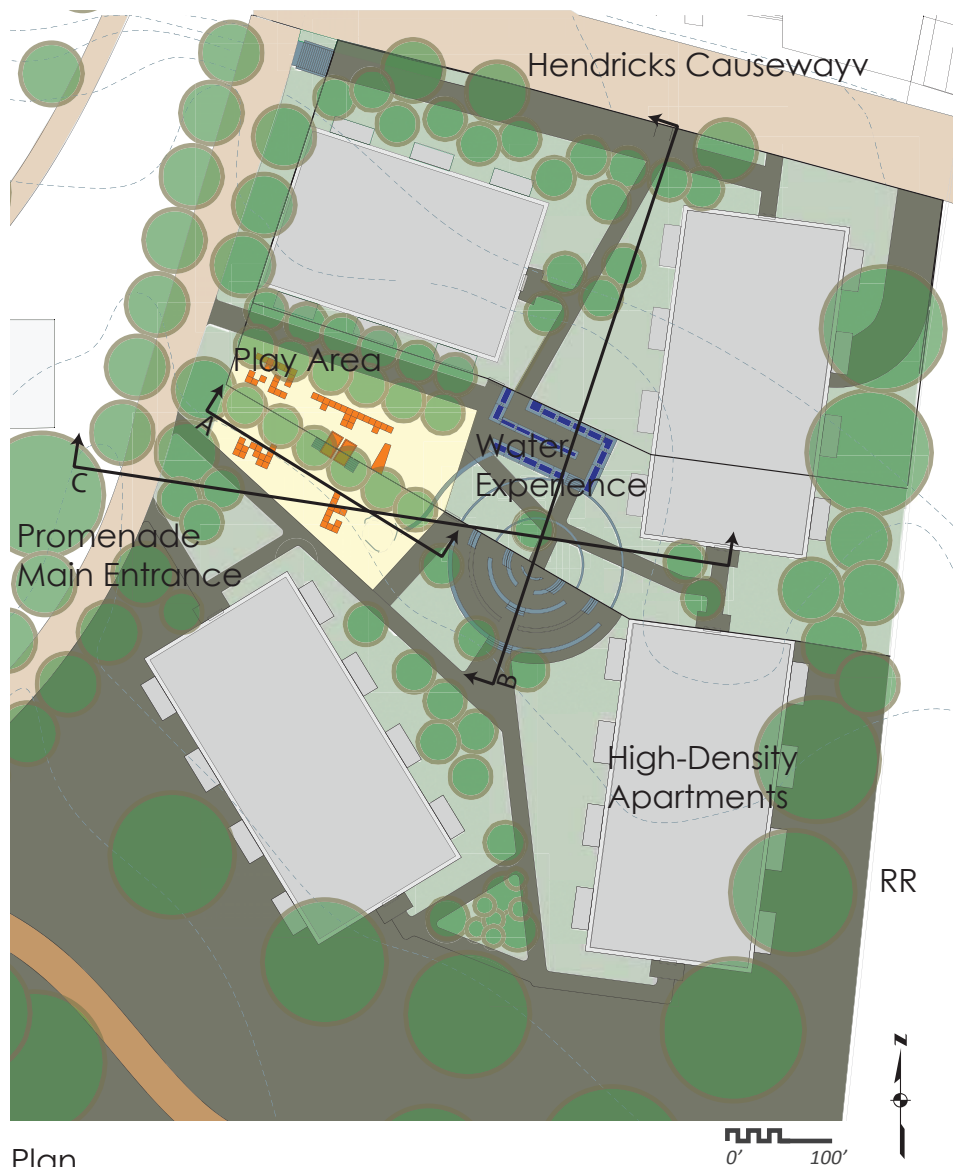 Hendricks Causewayv
Play Area
A
Water
Experience
C
Promenade
Main Entrance
B
High-Density
Apartments
RR
N
0' 100'
Plan